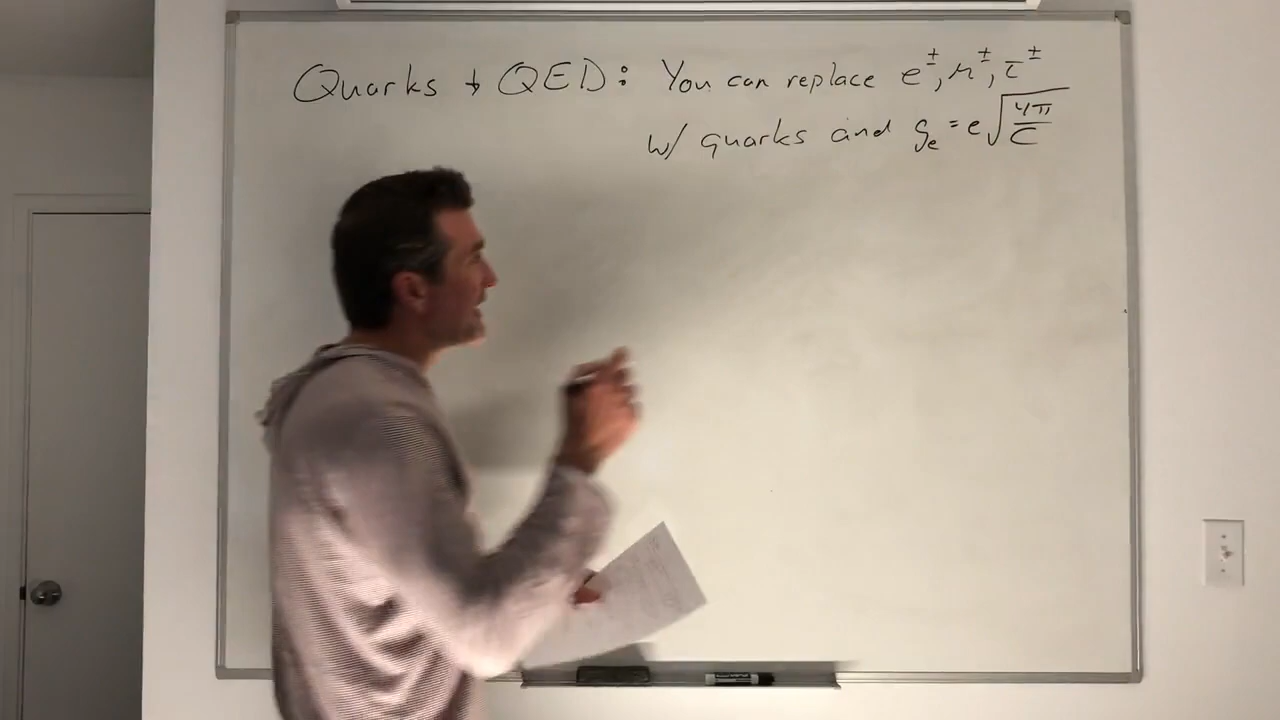 Quarks + QED: You can replace e±, μ±, τ±
w/ quarks and gₑ = e√(4π/C)